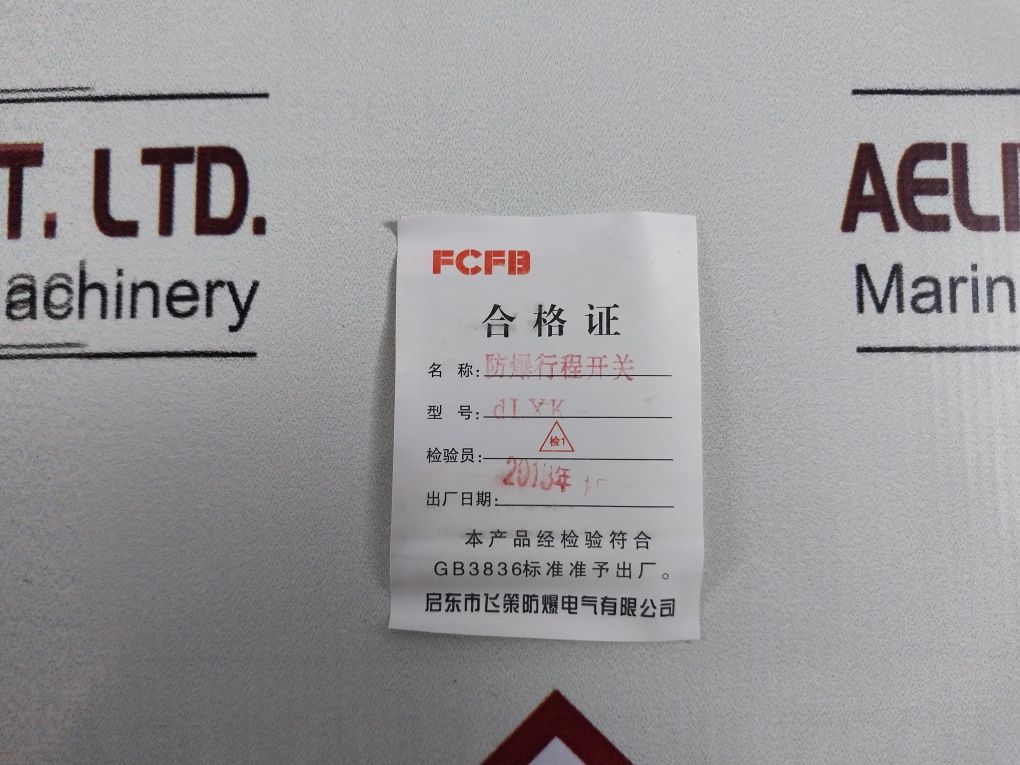 T. LTD.
achinery
AELI
Marin
FCFB
合格证
名 称: 防爆行程开关
型 号: dLXK
检1
检验员:
2013年
出厂日期:
本产品经检验符合
GB3836标准准予出厂。
启东市飞策防爆电气有限公司